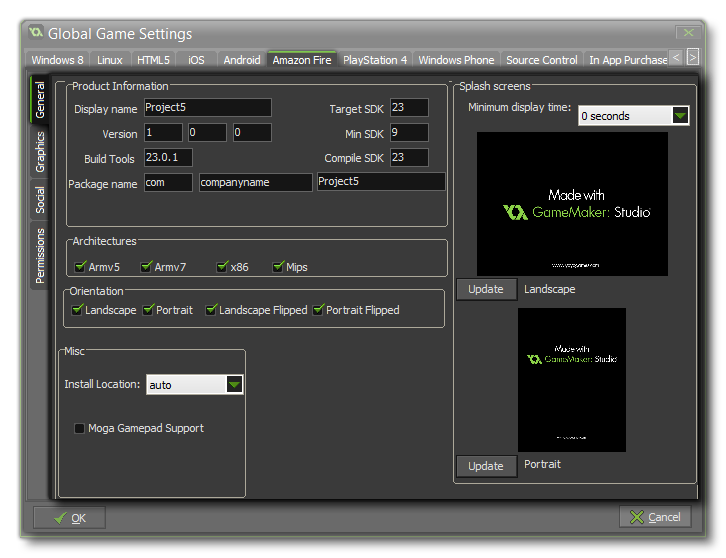 Global Game Settings
Windows 8 Linux HTML5 iOS Android Amazon Fire PlayStation 4 Windows Phone Source Control In App Purchase
General
Graphics
Social
Permissions
Product Information
Display name Project5 Target SDK 23
Version 1 0 0 Min SDK 9
Build Tools 23.0.1 Compile SDK 23
Package name com companyname Project5
Architectures
Armv5 Armv7 x86 Mips
Orientation
Landscape Portrait Landscape Flipped Portrait Flipped
Misc
Install Location: auto
Moga Gamepad Support
Splash screens
Minimum display time: 0 seconds
Made with
GameMaker: Studio
www.yoyogames.com
Update Landscape
Made with
GameMaker: Studio
Update Portrait
OK Cancel